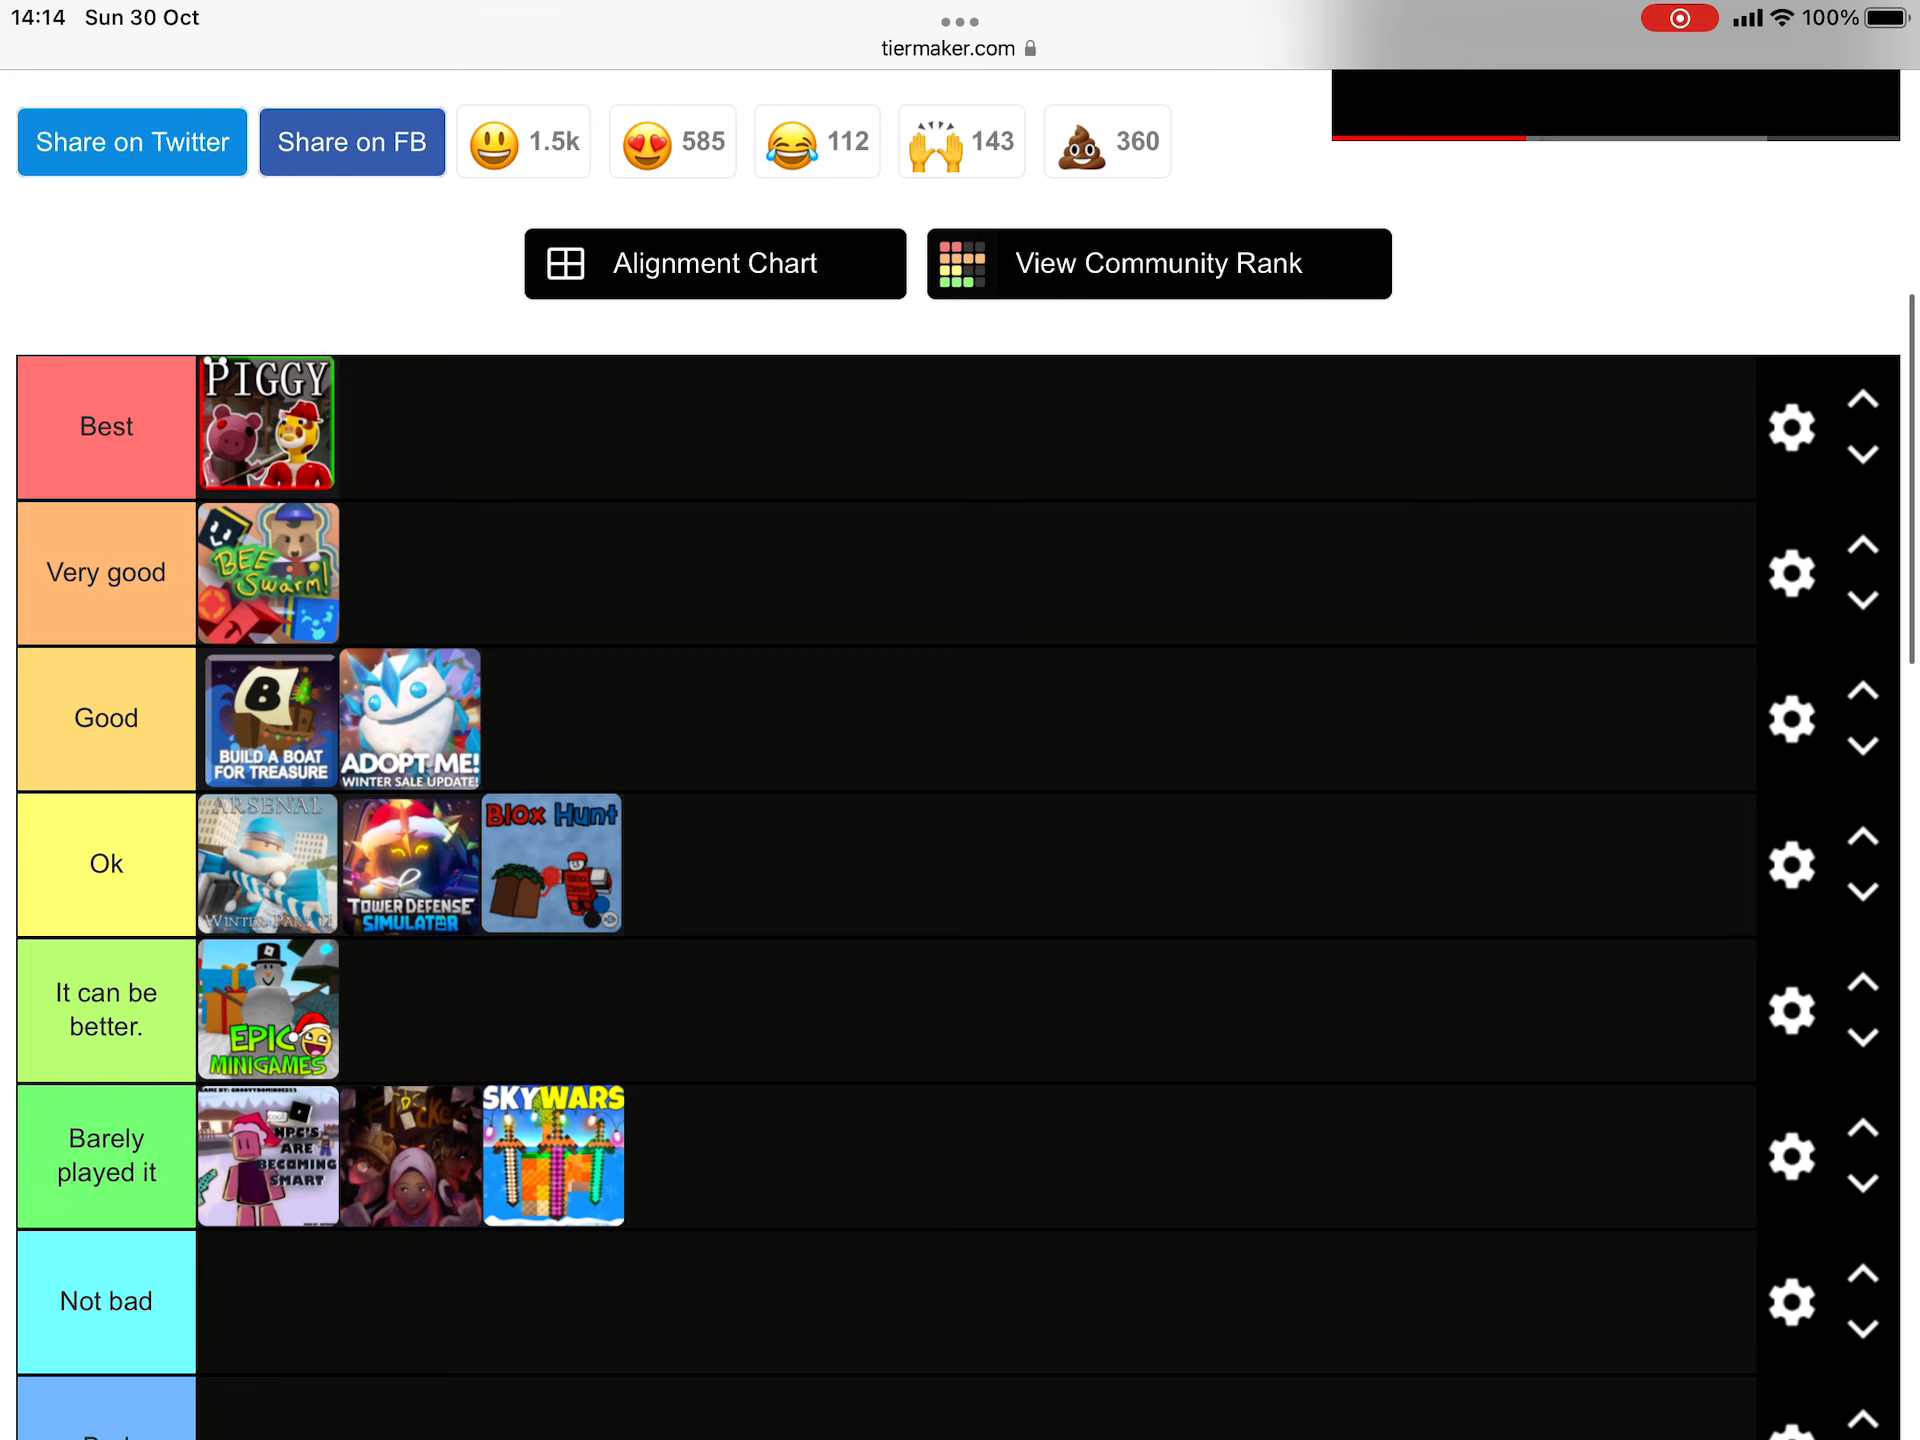 14:14 Sun 30 Oct
100%
tiermaker.com
Share on Twitter
Share on FB
1.5k
585
112
143
360
Alignment Chart
View Community Rank
Best
PIGGY
Very good
BEE
Swarm!
Good
B
BUILD A BOAT
FOR TREASURE
ADOPT ME!
WINTER SALE UPDATE!
Ok
ARSENAL
TOWER DEFENSE
SIMULATOR
Blox Hunt
It can be
better.
EPIC
MINIGAMES
Barely
played it
NPC'S
ARE
BECOMING
SMART
SKYWARS
Not bad